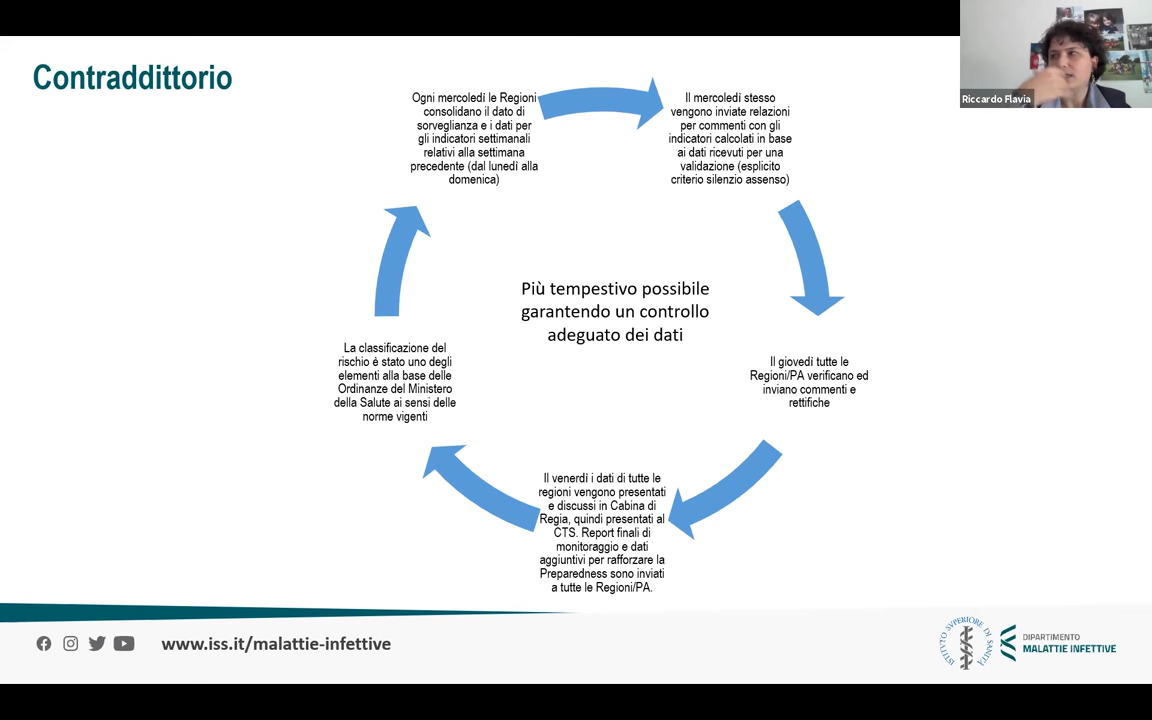 Contraddittorio
Riccardo Flavia
Ogni mercoledì le Regioni
consolidano il dato di
sorveglianza e i dati per
gli indicatori settimanali
relativi alla settimana
precedente (dal lunedì alla
domenica)
Il mercoledì stesso
vengono inviate relazioni
per commenti con gli
indicatori calcolati in base
ai dati ricevuti per una
validazione (esplicito
criterio silenzio assenso)
Il giovedì tutte le
Regioni/PA verificano ed
inviano commenti e
rettifiche
Il venerdì i dati di tutte le
regioni vengono presentati
e discussi in Cabina di
Regia, quindi presentati al
CTS. Report finali di
monitoraggio e dati
aggiuntivi per rafforzare la
Preparedness sono inviati
a tutte le Regioni/PA.
La classificazione del
rischio è stato uno degli
elementi alla base delle
Ordinanze del Ministero
della Salute ai sensi delle
norme vigenti
Più tempestivo possibile
garantendo un controllo
adeguato dei dati
www.iss.it/malattie-infettive
ISTITUTO SVPERIORE DI SANITÀ
DIPARTIMENTO
MALATTIE INFETTIVE